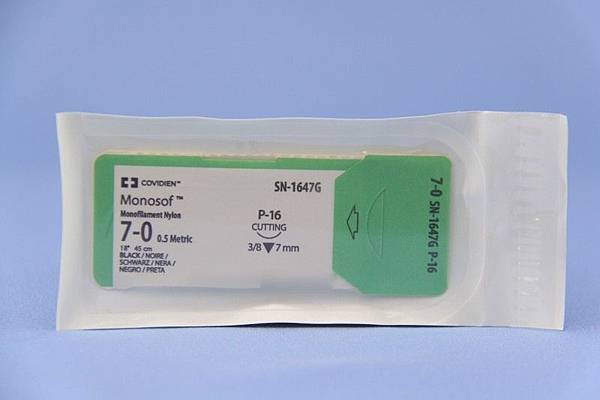 COVIDIEN™
SN-1647G
Monosof™
Monofilament Nylon
7-0 0.5 Metric
18" 45 cm
BLACK / NOIRE /
SCHWARZ / NERA /
NEGRO / PRETA
P-16
CUTTING
3/8 7 mm
7-0 SN-1647G P-16